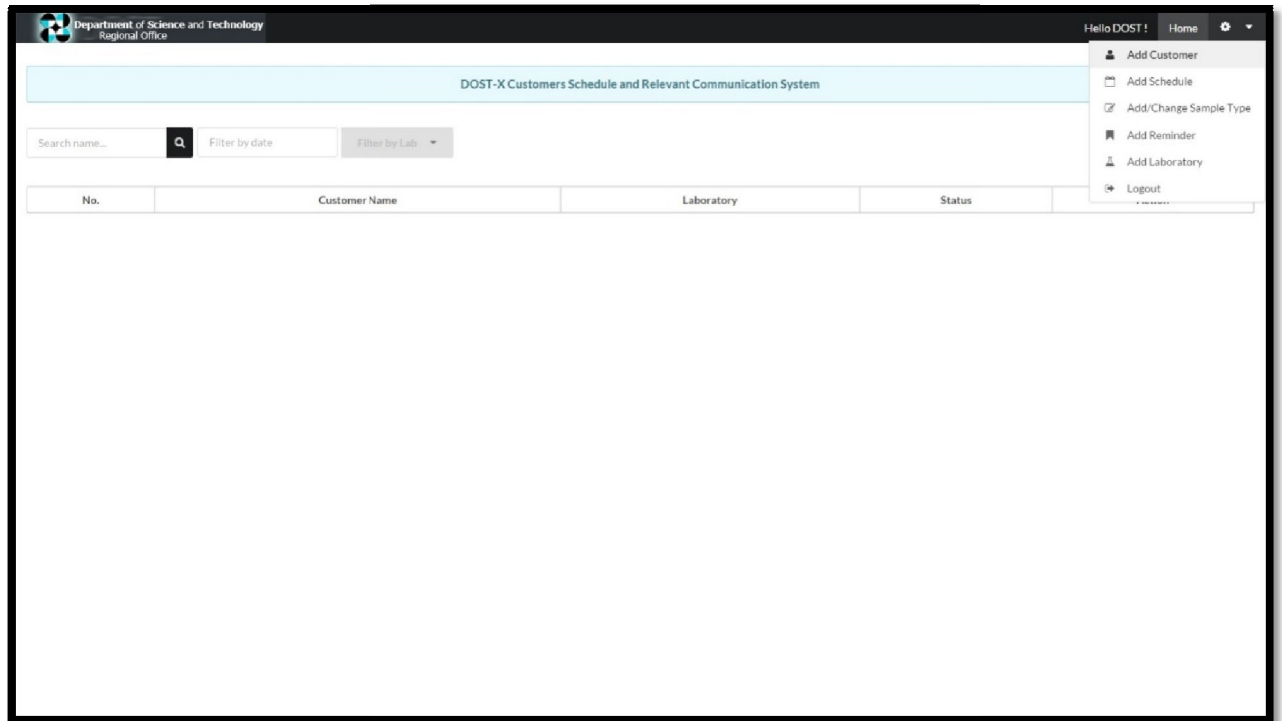 Department of Science and Technology
Regional Office
Hello DOST !
Home
Add Customer
Add Schedule
Add/Change Sample Type
Add Reminder
Add Laboratory
Logout
DOST-X Customers Schedule and Relevant Communication System
Search name...
Filter by date
Filter by Lab
No.
Customer Name
Laboratory
Status